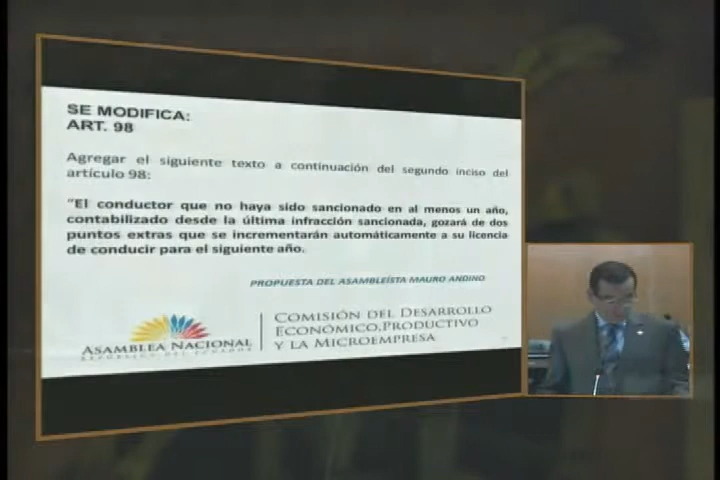 SE MODIFICA:
ART. 98
Agregar el siguiente texto a continuación del segundo inciso del
artículo 98:
"El conductor que no haya sido sancionado en al menos un año,
contabilizado desde la última infracción sancionada, gozará de dos
puntos extras que se incrementarán automáticamente a su licencia
de conducir para el siguiente año.
PROPUESTA DEL ASAMBLEÍSTA MAURO ANDINO
ASAMBLEA NACIONAL
REPÚBLICA DEL ECUADOR
COMISIÓN DEL DESARROLLO
ECONÓMICO, PRODUCTIVO
Y LA MICROEMPRESA